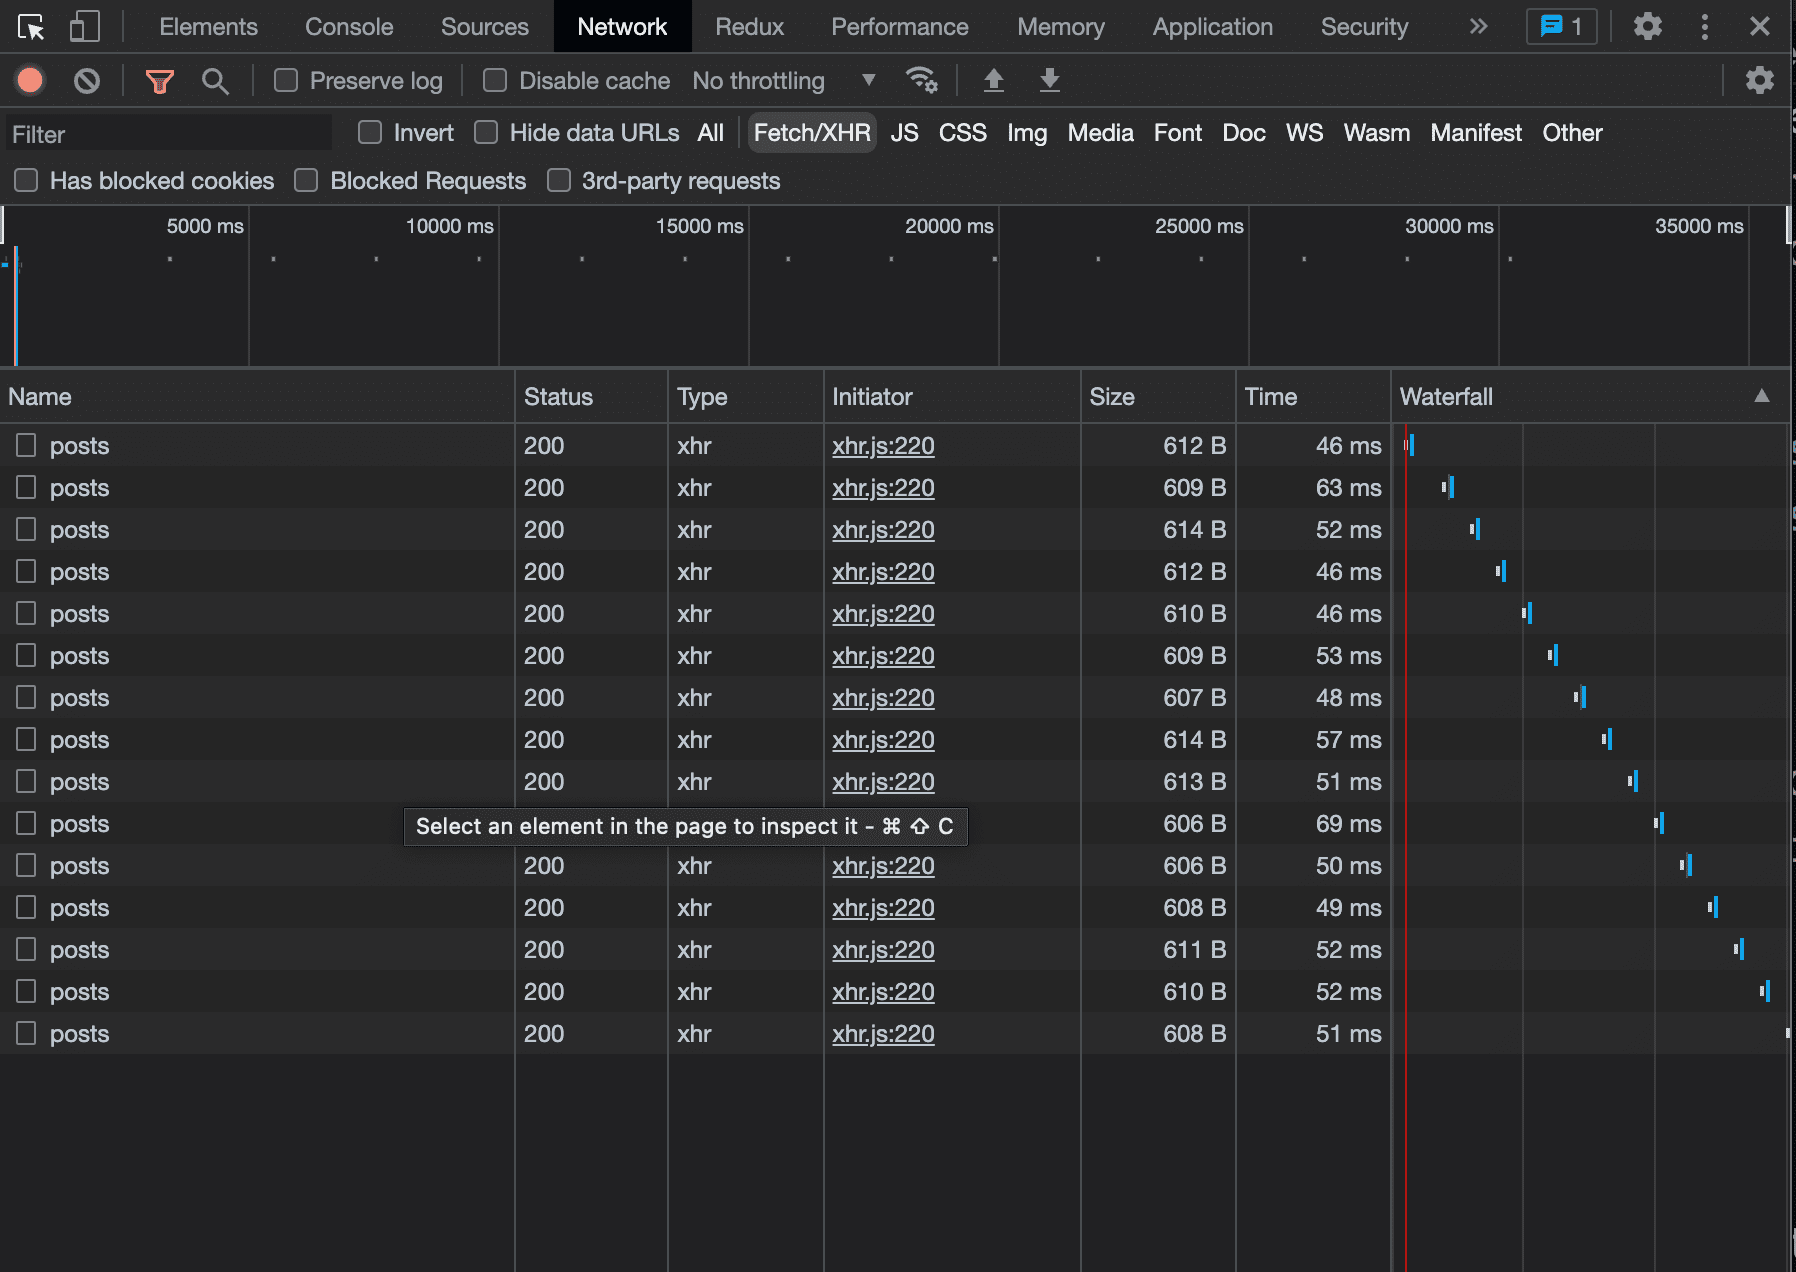 Elements Console Sources Network Redux Performance Memory Application Security » 1
Preserve log Disable cache No throttling
Filter Invert Hide data URLs All Fetch/XHR JS CSS Img Media Font Doc WS Wasm Manifest Other
Has blocked cookies Blocked Requests 3rd-party requests
5000 ms 10000 ms 15000 ms 20000 ms 25000 ms 30000 ms 35000 ms
Name Status Type Initiator Size Time Waterfall
posts 200 xhr xhr.js:220 612 B 46 ms
posts 200 xhr xhr.js:220 609 B 63 ms
posts 200 xhr xhr.js:220 614 B 52 ms
posts 200 xhr xhr.js:220 612 B 46 ms
posts 200 xhr xhr.js:220 610 B 46 ms
posts 200 xhr xhr.js:220 609 B 53 ms
posts 200 xhr xhr.js:220 607 B 48 ms
posts 200 xhr xhr.js:220 614 B 57 ms
posts 200 xhr xhr.js:220 613 B 51 ms
posts 606 B 69 ms
Select an element in the page to inspect it - ⌘ ⇧ C
posts 200 xhr xhr.js:220 606 B 50 ms
posts 200 xhr xhr.js:220 608 B 49 ms
posts 200 xhr xhr.js:220 611 B 52 ms
posts 200 xhr xhr.js:220 610 B 52 ms
posts 200 xhr xhr.js:220 608 B 51 ms